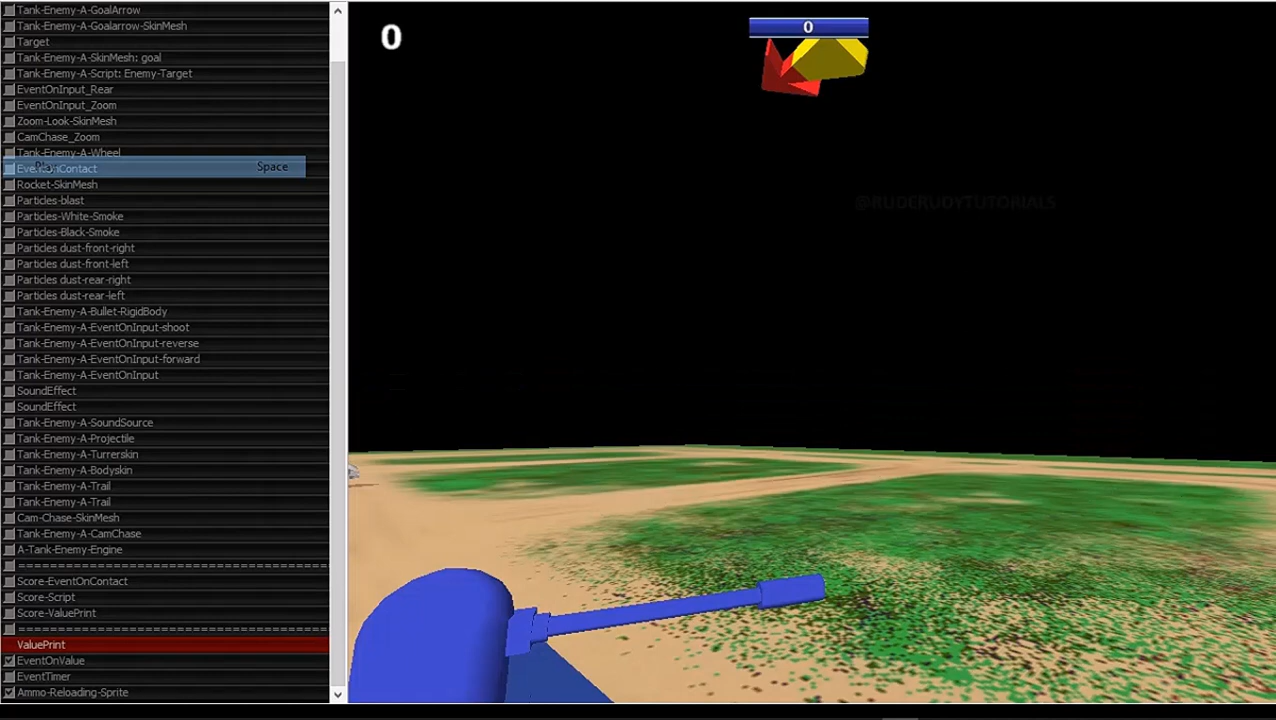 Tank-Enemy-A-GoalArrow
Tank-Enemy-A-Goalarrow-SkinMesh
Target
Tank-Enemy-A-SkinMesh: goal
Tank-Enemy-A-Script: Enemy-Target
EventOnInput_Rear
EventOnInput_Zoom
Zoom-Look-SkinMesh
CamChase_Zoom
Tank-Enemy-A-Wheel
EventOnContact
Space
Rocket-SkinMesh
Particles-blast
Particles-White-Smoke
Particles-Black-Smoke
Particles dust-front-right
Particles dust-front-left
Particles dust-rear-right
Particles dust-rear-left
Tank-Enemy-A-Bullet-RigidBody
Tank-Enemy-A-EventOnInput-shoot
Tank-Enemy-A-EventOnInput-reverse
Tank-Enemy-A-EventOnInput-forward
Tank-Enemy-A-EventOnInput
SoundEffect
SoundEffect
Tank-Enemy-A-SoundSource
Tank-Enemy-A-Projectile
Tank-Enemy-A-Turrerskin
Tank-Enemy-A-Bodyskin
Tank-Enemy-A-Trail
Tank-Enemy-A-Trail
Cam-Chase-SkinMesh
Tank-Enemy-A-CamChase
A-Tank-Enemy-Engine
======================================
Score-EventOnContact
Score-Script
Score-ValuePrint
======================================
ValuePrint
EventOnValue
EventTimer
Ammo-Reloading-Sprite
0
0
@RUDERUDYTUTORIALS